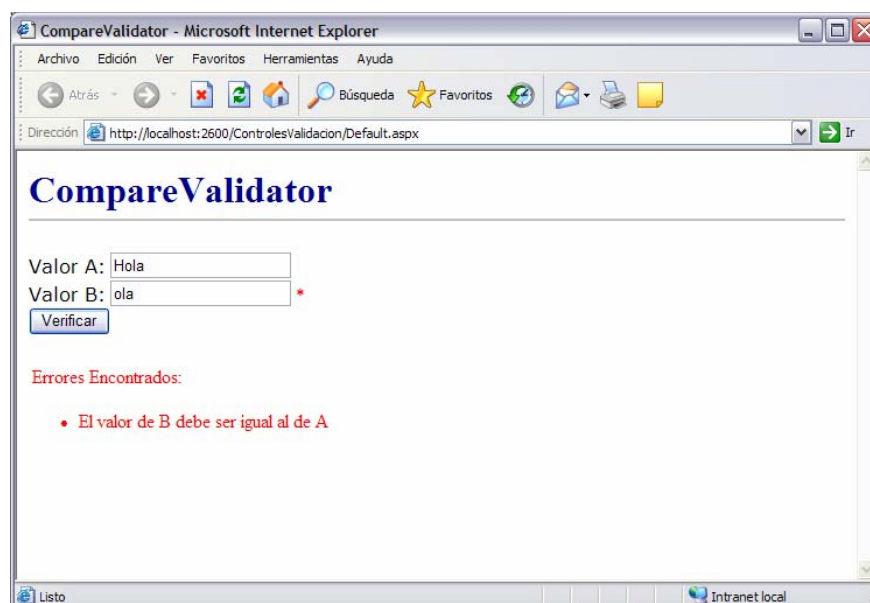 CompareValidator - Microsoft Internet Explorer
Archivo Edición Ver Favoritos Herramientas Ayuda
Atrás Búsqueda Favoritos
Dirección http://localhost:2600/ControlesValidacion/Default.aspx Ir
CompareValidator
Valor A: Hola
Valor B: ola *
Verificar
Errores Encontrados:
• El valor de B debe ser igual al de A
Listo Intranet local